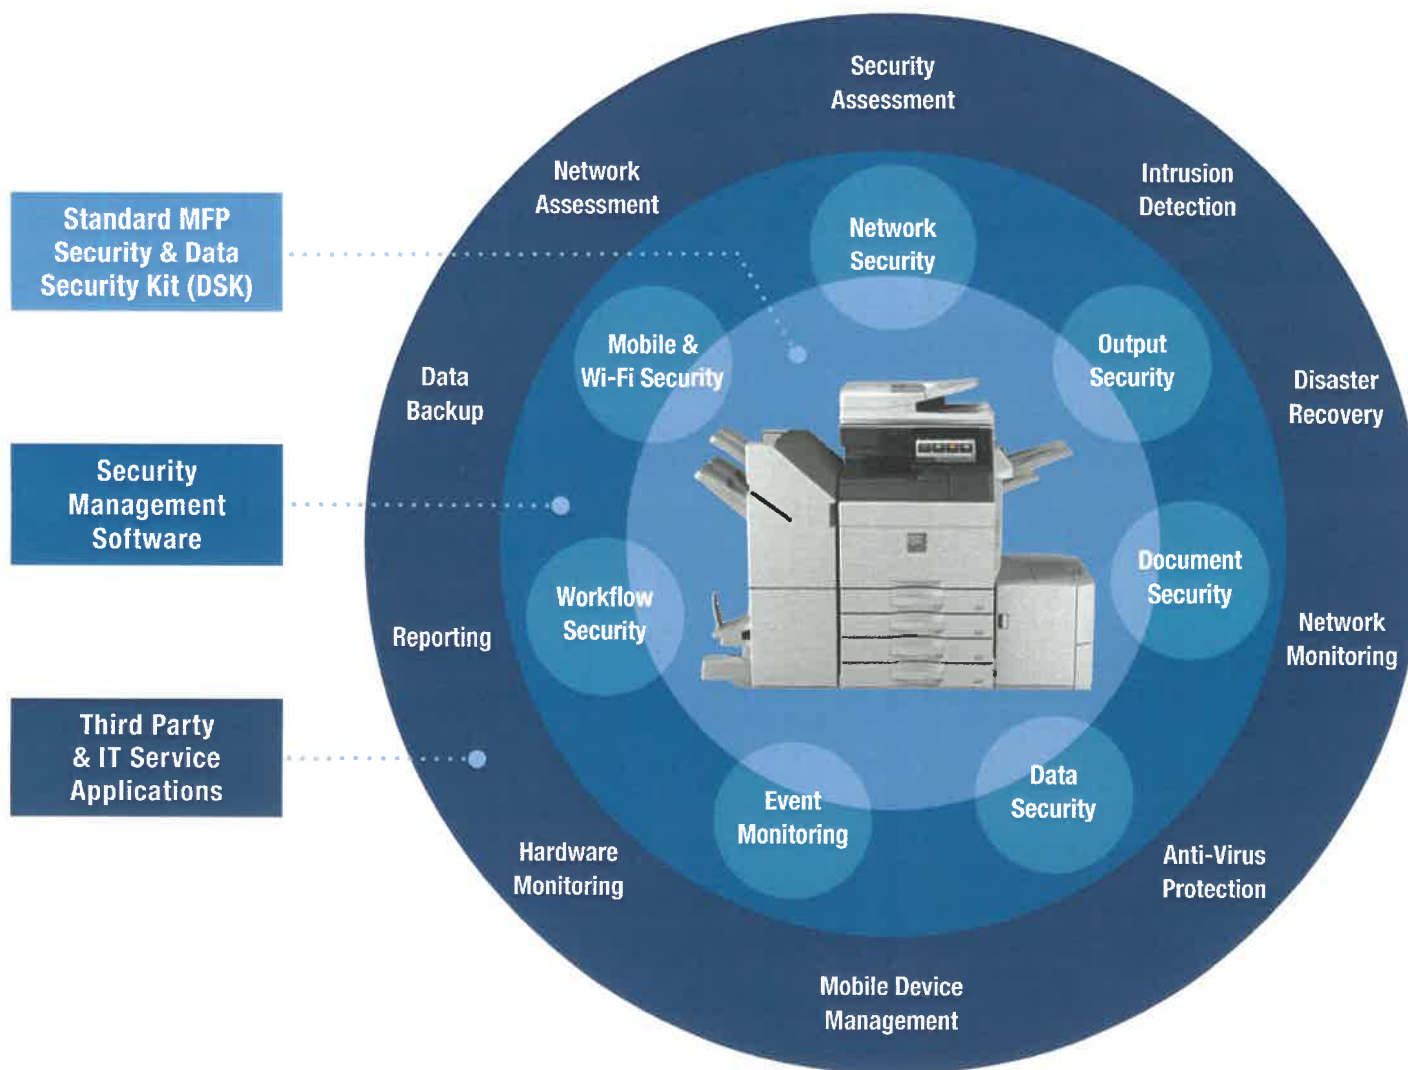 Security
Assessment
Network
Assessment
Intrusion
Detection
Standard MFP
Security & Data
Security Kit (DSK)
Network
Security
Mobile &
Wi-Fi Security
Output
Security
Data
Backup
Disaster
Recovery
Security
Management
Software
Document
Security
Workflow
Security
Reporting
Network
Monitoring
Third Party
& IT Service
Applications
Data
Security
Event
Monitoring
Hardware
Monitoring
Anti-Virus
Protection
Mobile Device
Management